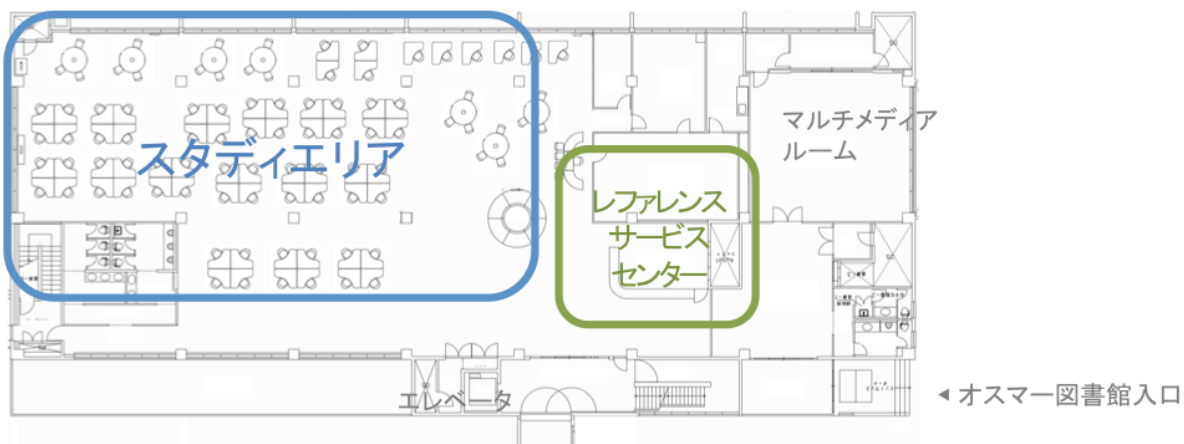 マルチメディア
ルーム
スタディエリア
レファレンス
サービス
センター
エレベータ
◀ オスマー図書館入口